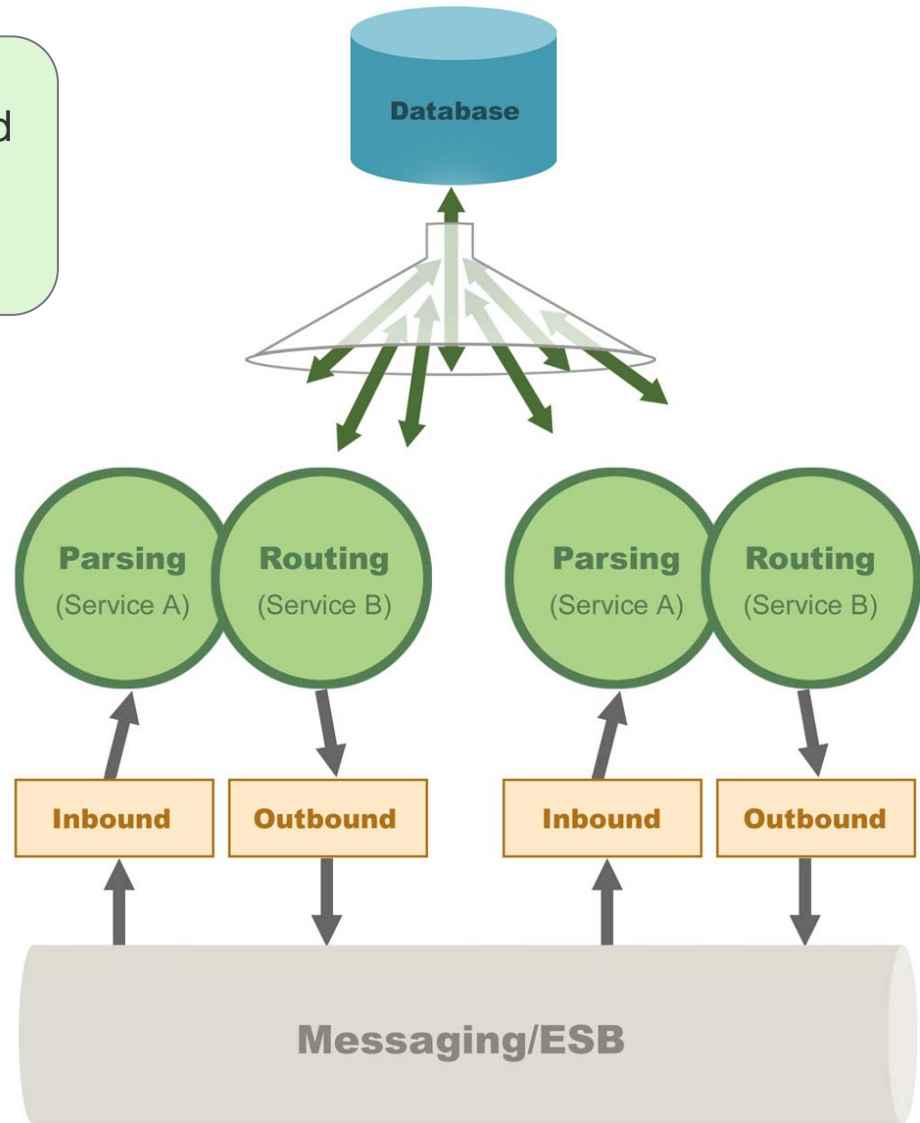 Database
Parsing
(Service A)
Routing
(Service B)
Parsing
(Service A)
Routing
(Service B)
Inbound
Outbound
Inbound
Outbound
Messaging/ESB